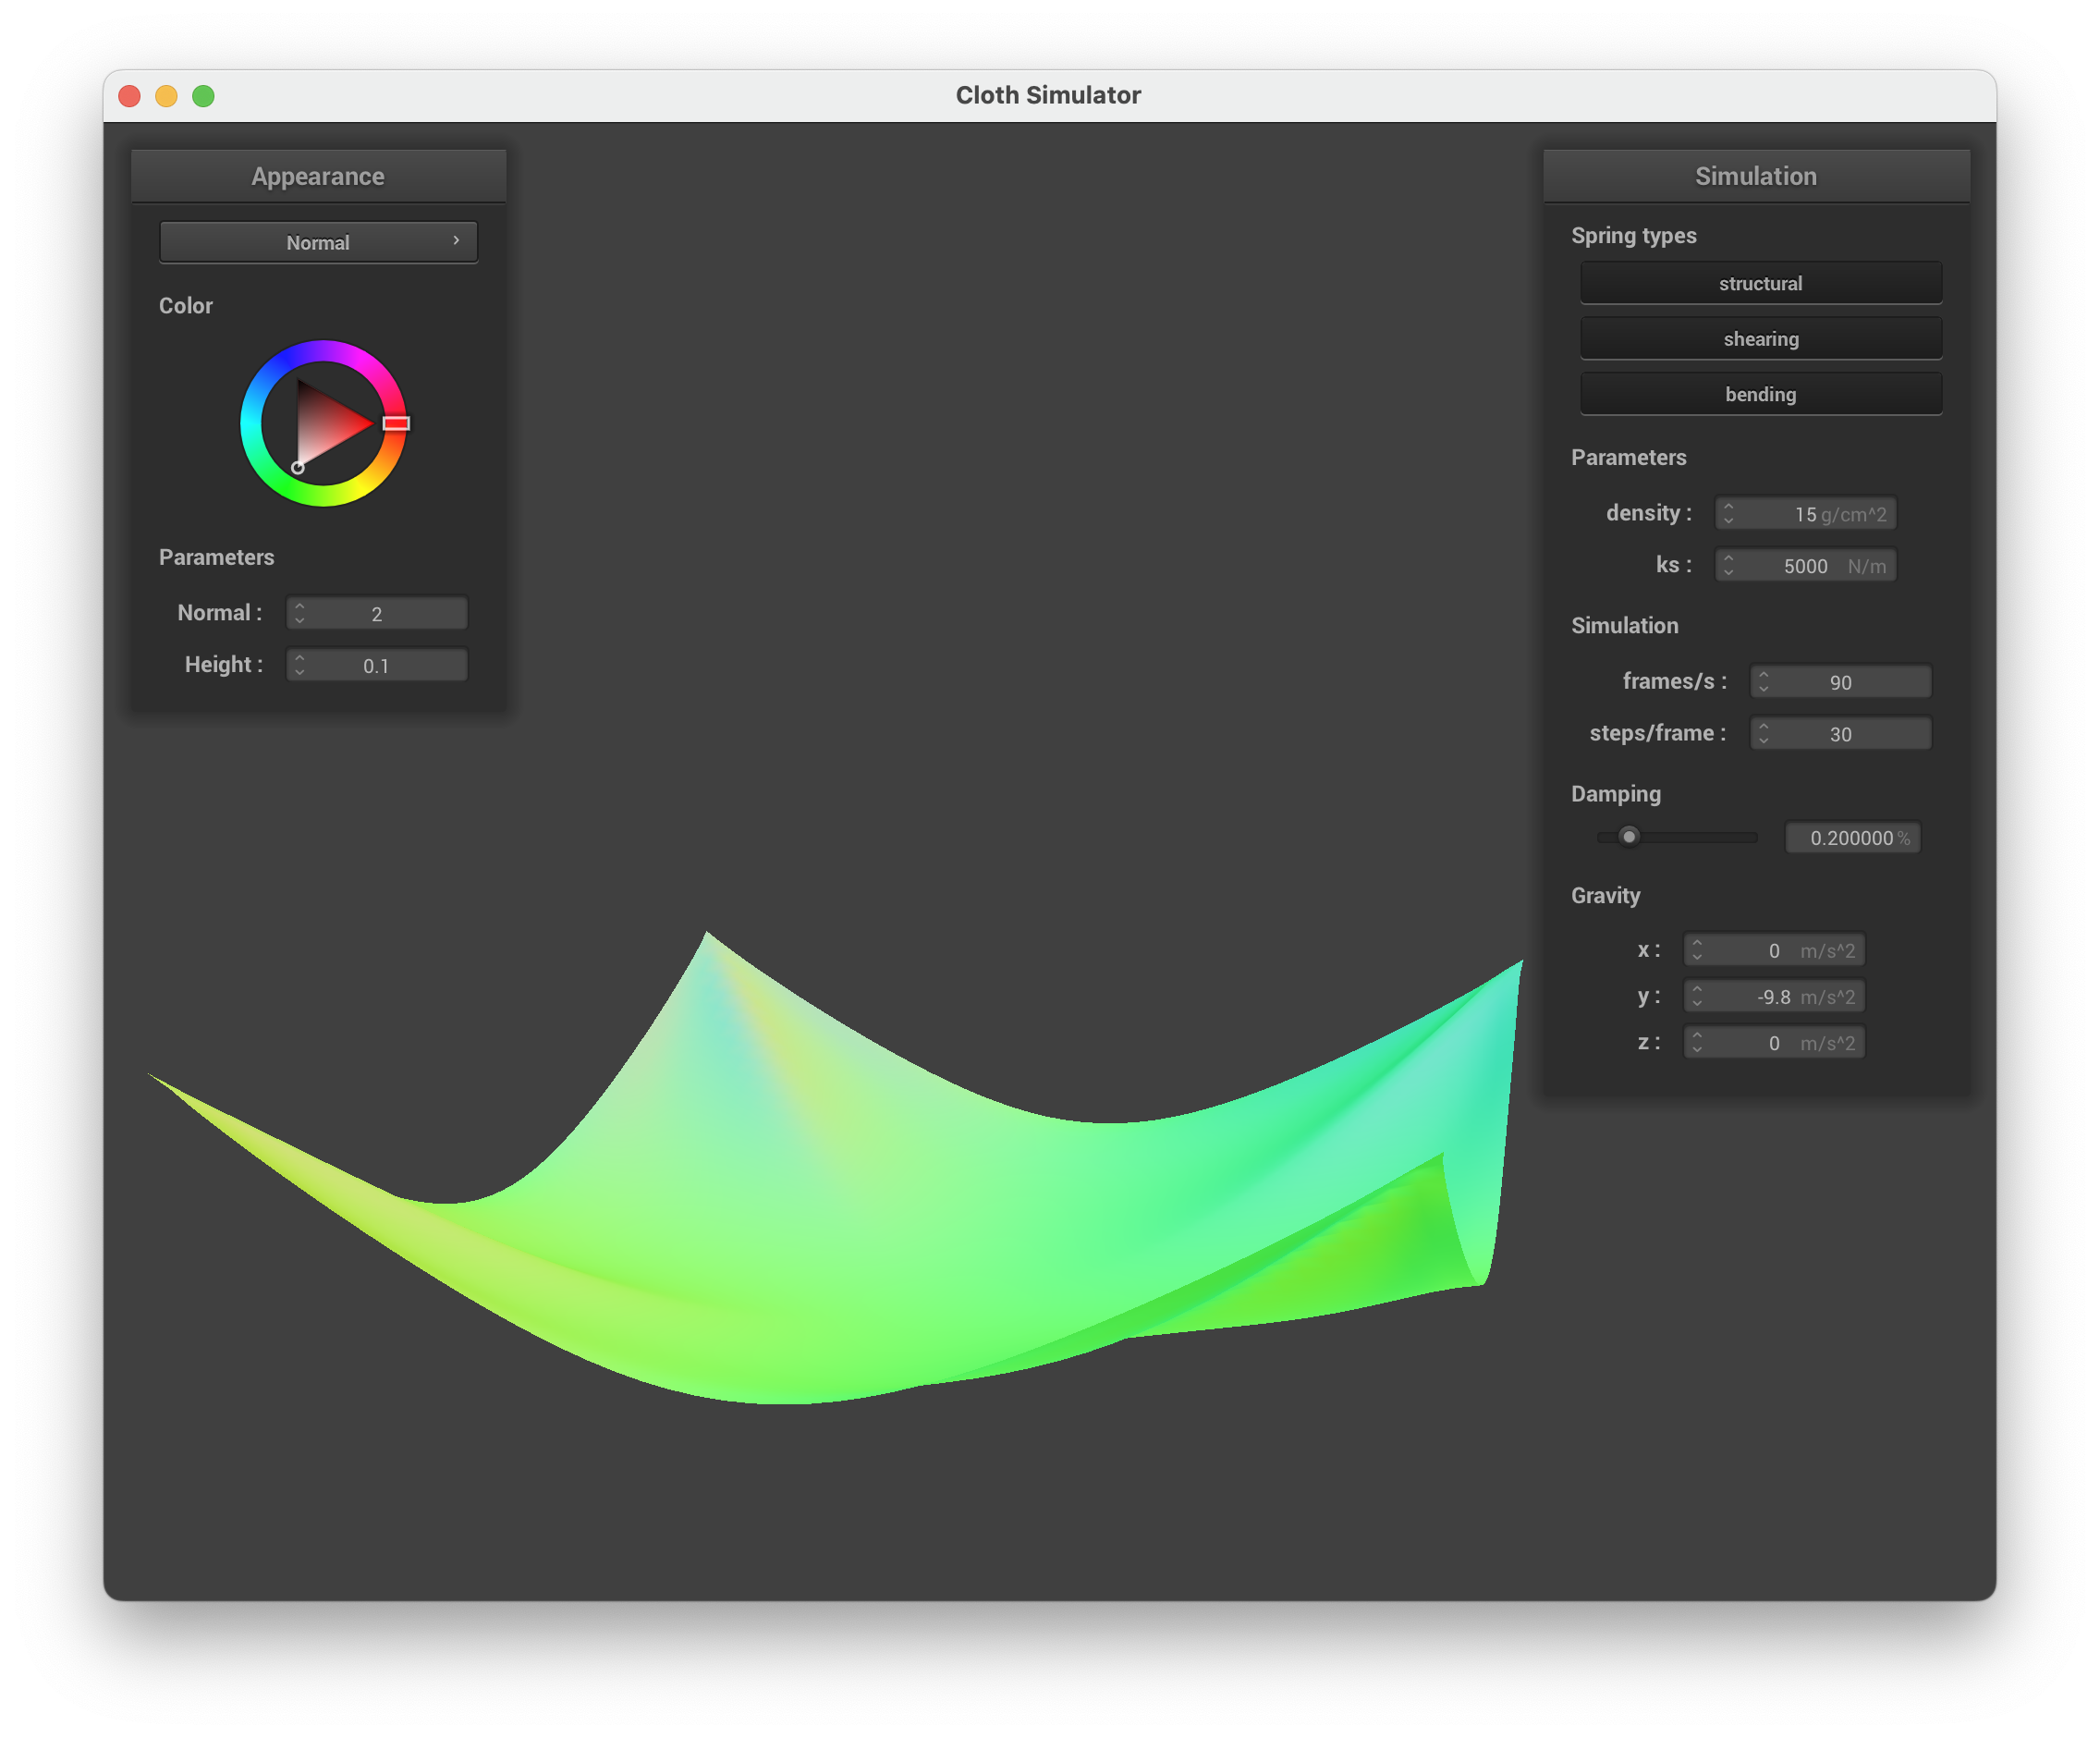 Cloth Simulator
Appearance
Normal
Color
Parameters
Normal : 2
Height : 0.1
Simulation
Spring types
structural
shearing
bending
Parameters
density : 15 g/cm^2
ks : 5000 N/m
Simulation
frames/s : 90
steps/frame : 30
Damping
0.200000 %
Gravity
x : 0 m/s^2
y : -9.8 m/s^2
z : 0 m/s^2